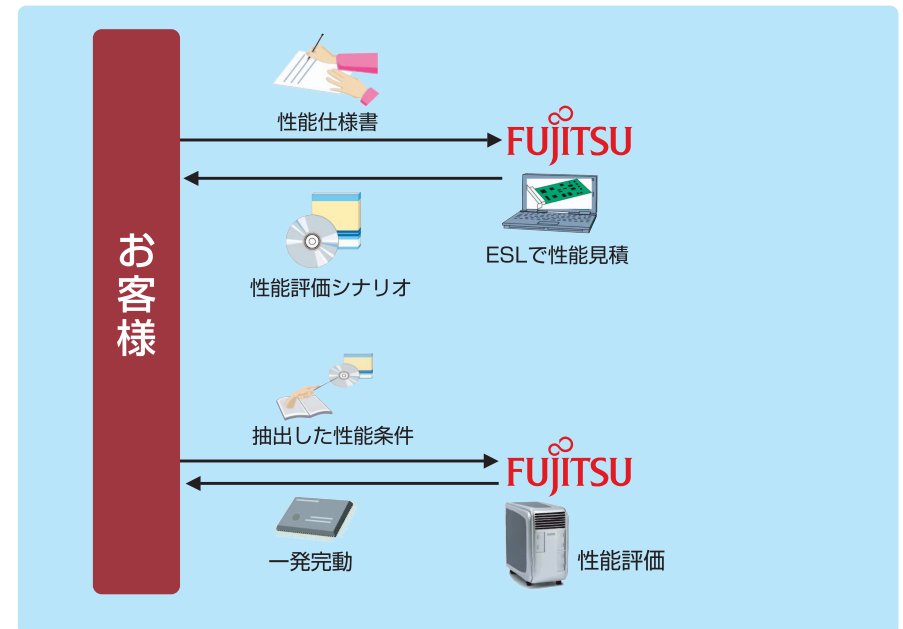 性能仕様書
FUJITSU
お客様
ESLで性能見積
性能評価シナリオ
抽出した性能条件
FUJITSU
一発完動
性能評価